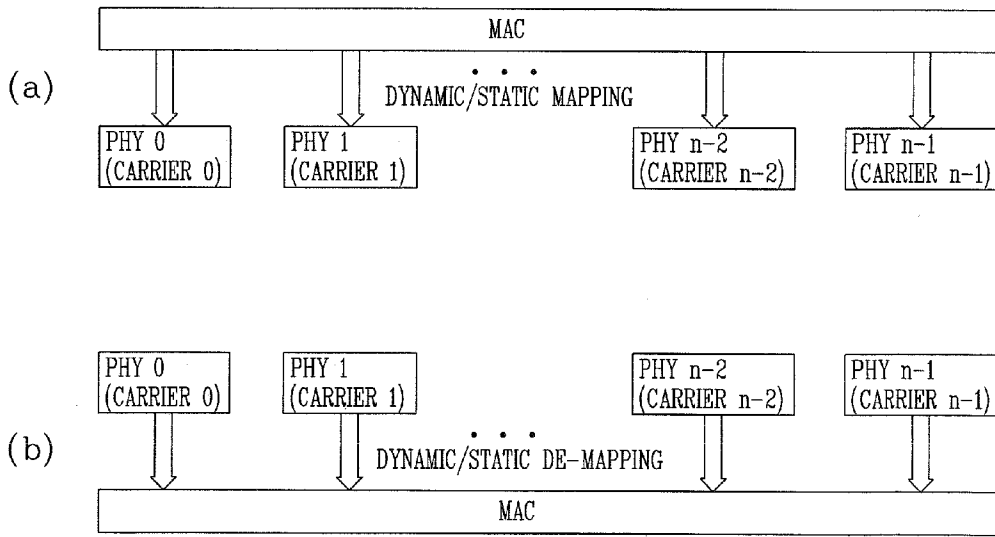 (a)
MAC
• • •
DYNAMIC/STATIC MAPPING
PHY 0
(CARRIER 0)
PHY 1
(CARRIER 1)
PHY n-2
(CARRIER n-2)
PHY n-1
(CARRIER n-1)
(b)
PHY 0
(CARRIER 0)
PHY 1
(CARRIER 1)
PHY n-2
(CARRIER n-2)
PHY n-1
(CARRIER n-1)
• • •
DYNAMIC/STATIC DE-MAPPING
MAC